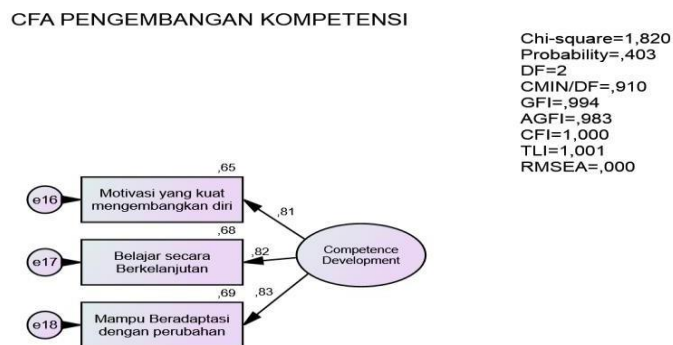 CFA PENGEMBANGAN KOMPETENSI
Chi-square=1,820
Probability=,403
DF=2
CMIN/DF=,910
GFI=,994
AGFI=,983
CFI=1,000
TLI=1,001
RMSEA=,000
,65
e16
Motivasi yang kuat
mengembangkan diri
,81
,68
e17
Belajar secara
Berkelanjutan
,82
Competence
Development
,69
,83
e18
Mampu Beradaptasi
dengan perubahan